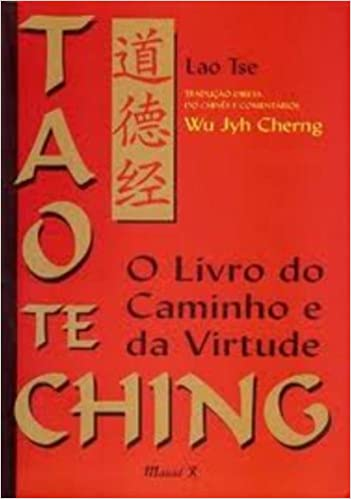 TAO
TE
CHING
道德经
Lao Tse
TRADUÇÃO DIRETA
DO CHINÊS E COMENTÁRIOS
Wu Jyh Cherng
O Livro do
Caminho e
da Virtude
Mauad X